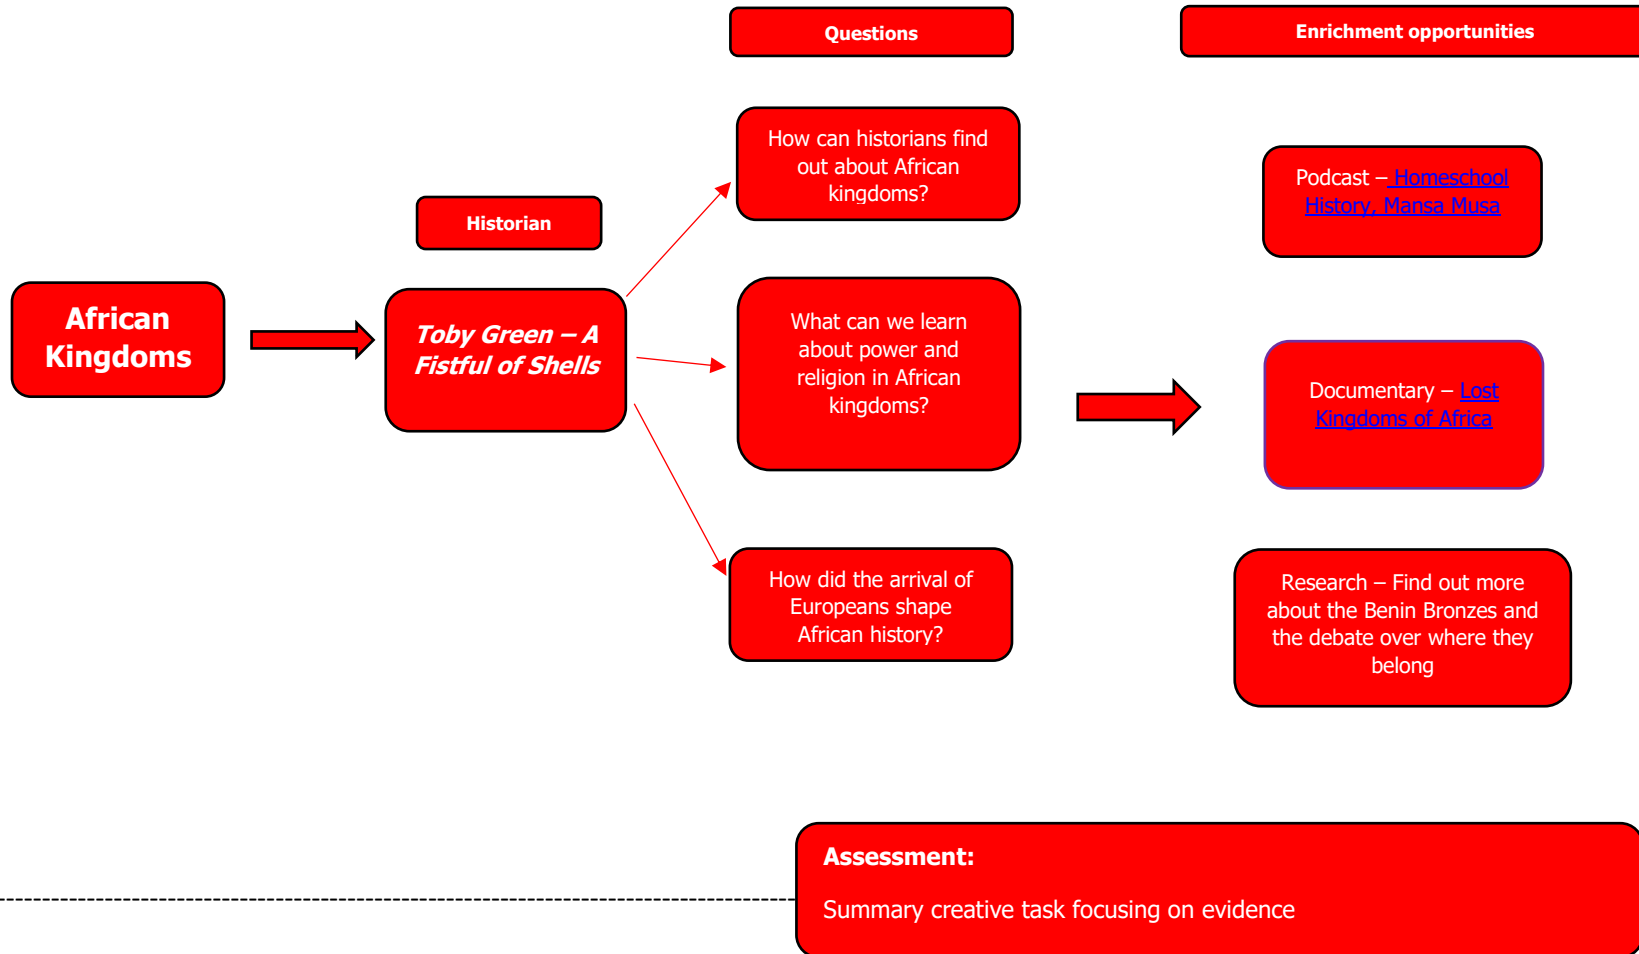 Questions
Enrichment opportunities
How can historians find
out about African
kingdoms?
Podcast – Homeschool
History, Mansa Musa
Historian
African
Kingdoms
Toby Green – A
Fistful of Shells
What can we learn
about power and
religion in African
kingdoms?
Documentary – Lost
Kingdoms of Africa
How did the arrival of
Europeans shape
African history?
Research – Find out more
about the Benin Bronzes and
the debate over where they
belong
Assessment:
Summary creative task focusing on evidence